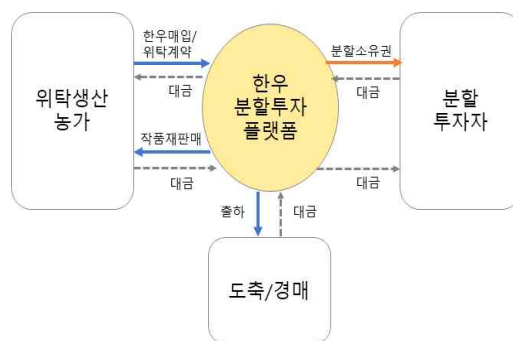 한우매입/
위탁계약
대금
위탁생산
농가
작품재판매
대금
한우
분할투자
플랫폼
분할소유권
대금
분할
투자자
대금
출하
대금
도축/경매